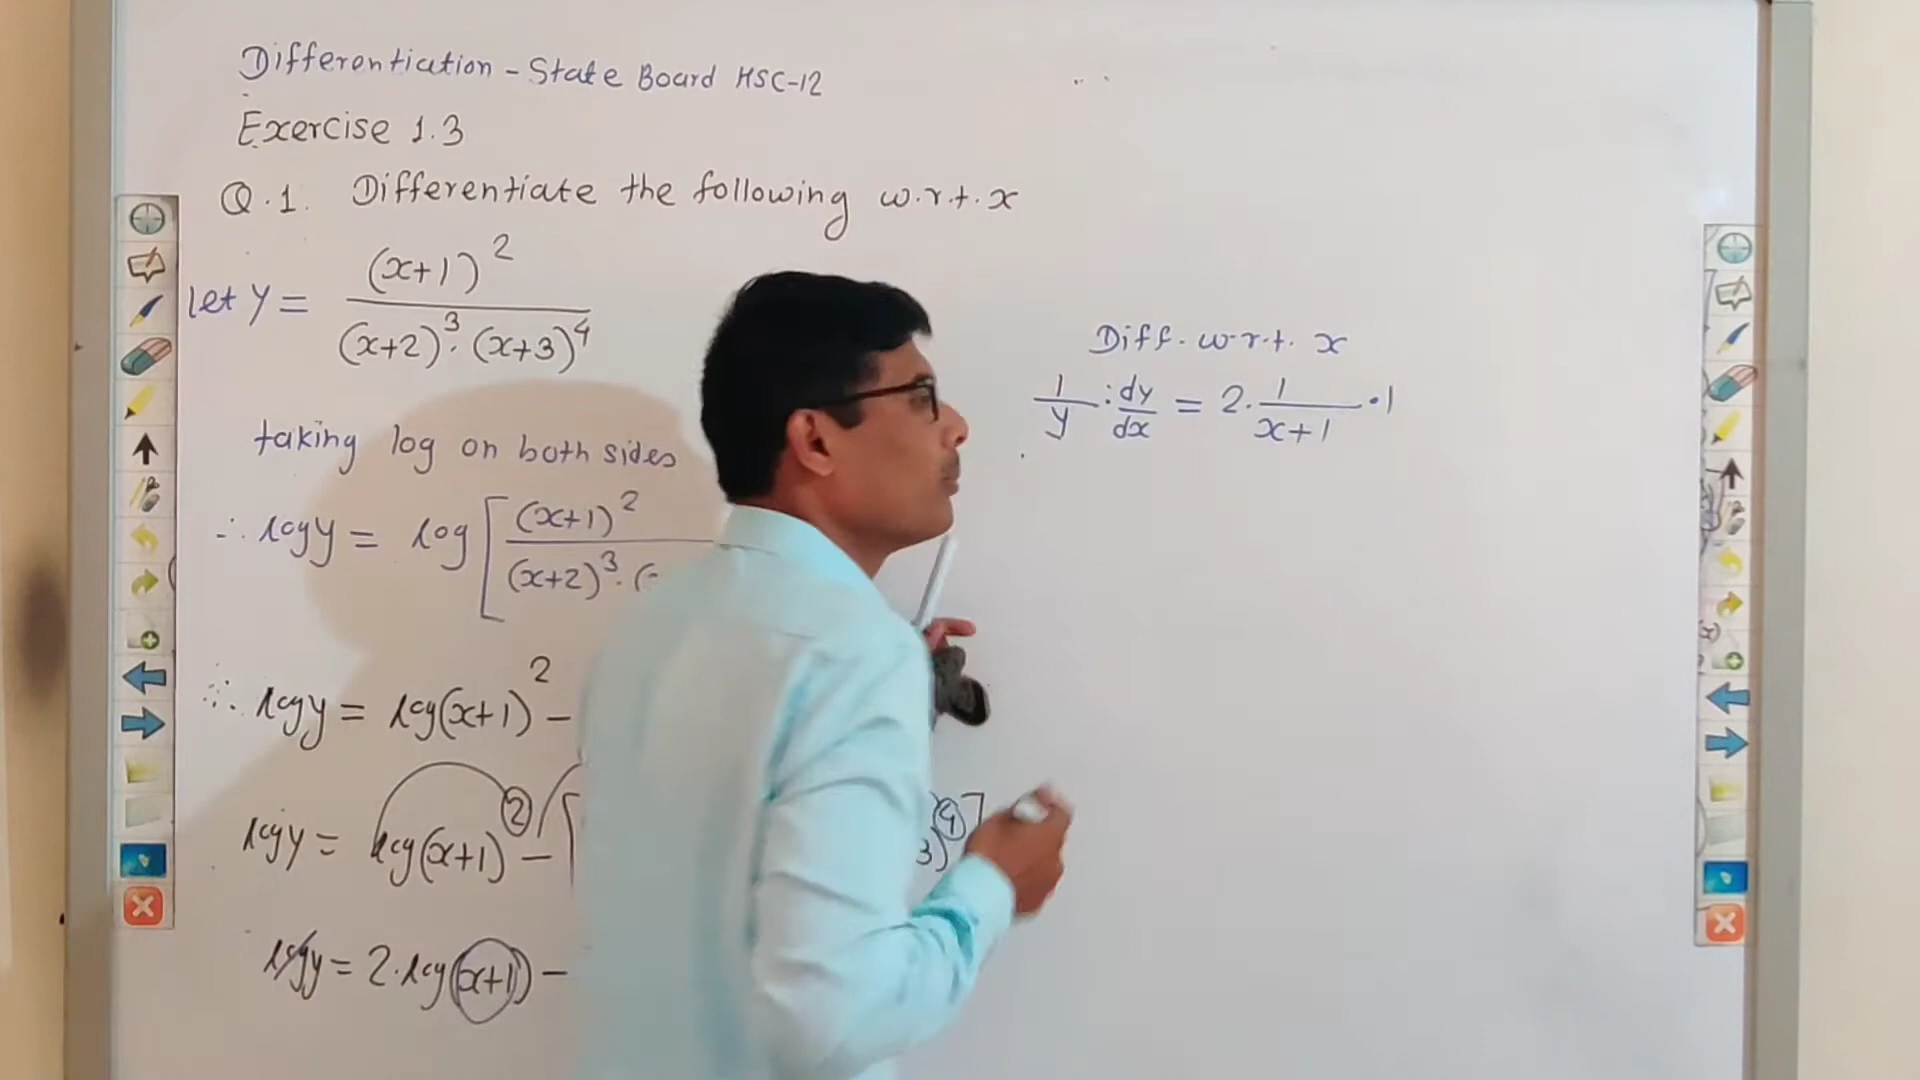 Differentiation - State Board HSC-12
Exercise 1.3
Q.1. Differentiate the following w.r.t. x
let y = (x+1)^2 / (x+2)^3 · (x+3)^4
taking log on both sides
∴ log y = log [ (x+1)^2 / (x+2)^3 · (
∴ log y = log(x+1)^2 -
log y = log(x+1)^2 - [ 3)^4 ]
log y = 2·log(x+1) -
Diff. w.r.t. x
1/y · dy/dx = 2 · 1/(x+1) · 1